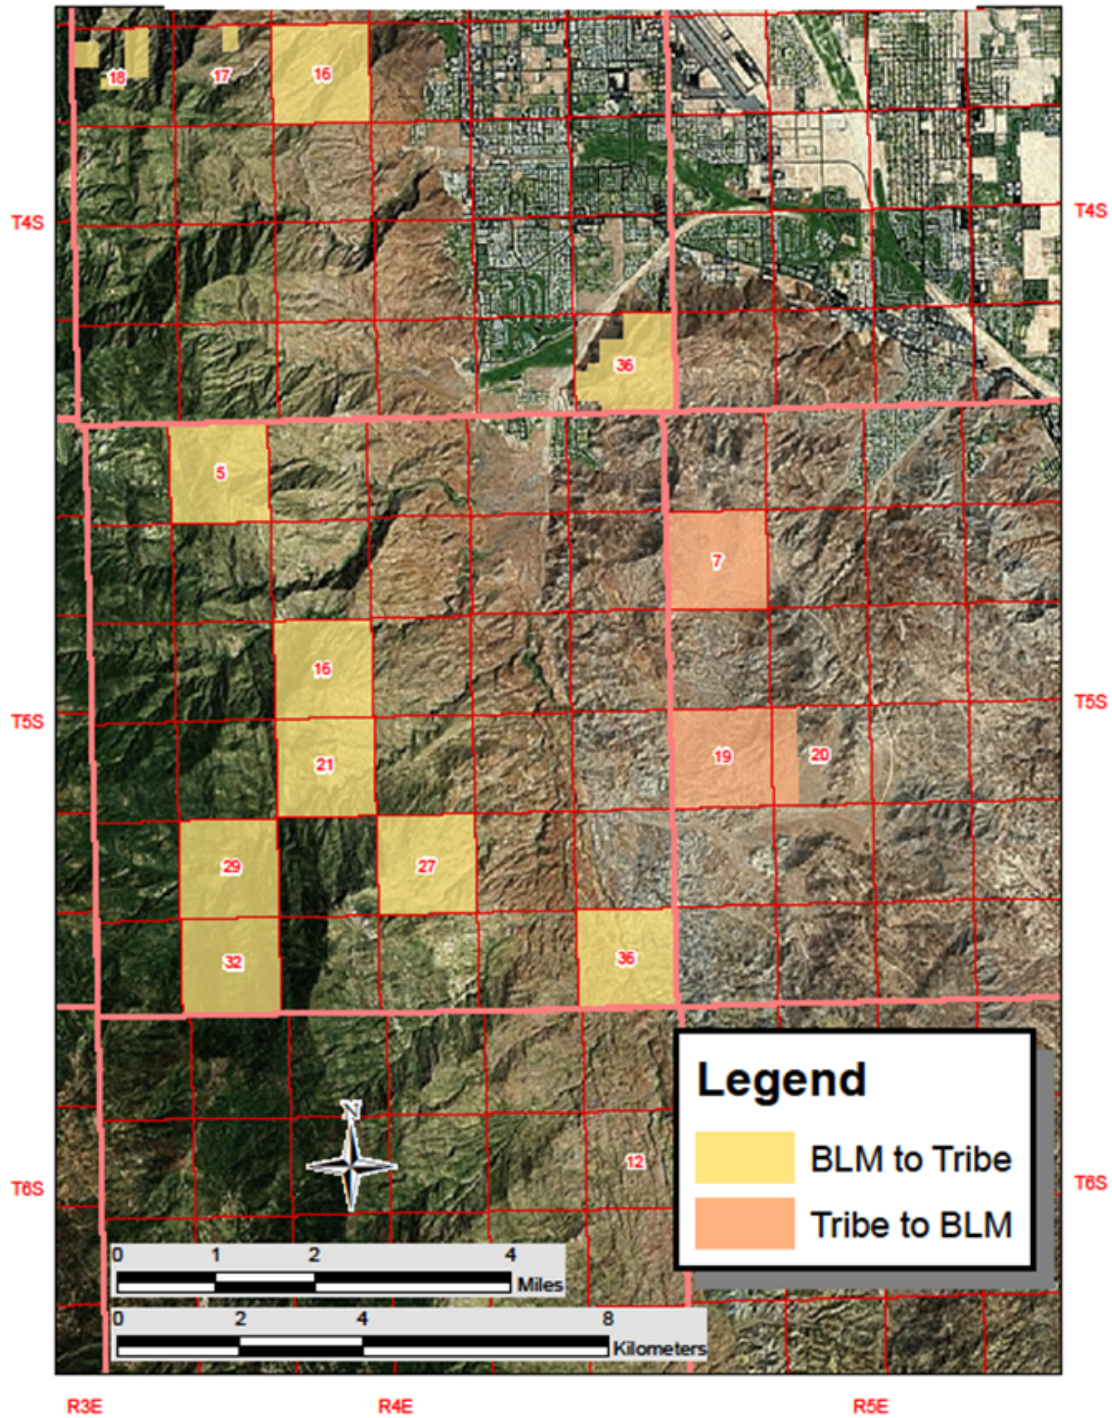 18 17 16
T4S T4S
36
5
7
16
T5S T5S
21 19 20
29 27
32 36
Legend
BLM to Tribe
Tribe to BLM
N
12
T6S T6S
0 1 2 4
Miles
0 2 4 8
Kilometers
R3E R4E R5E